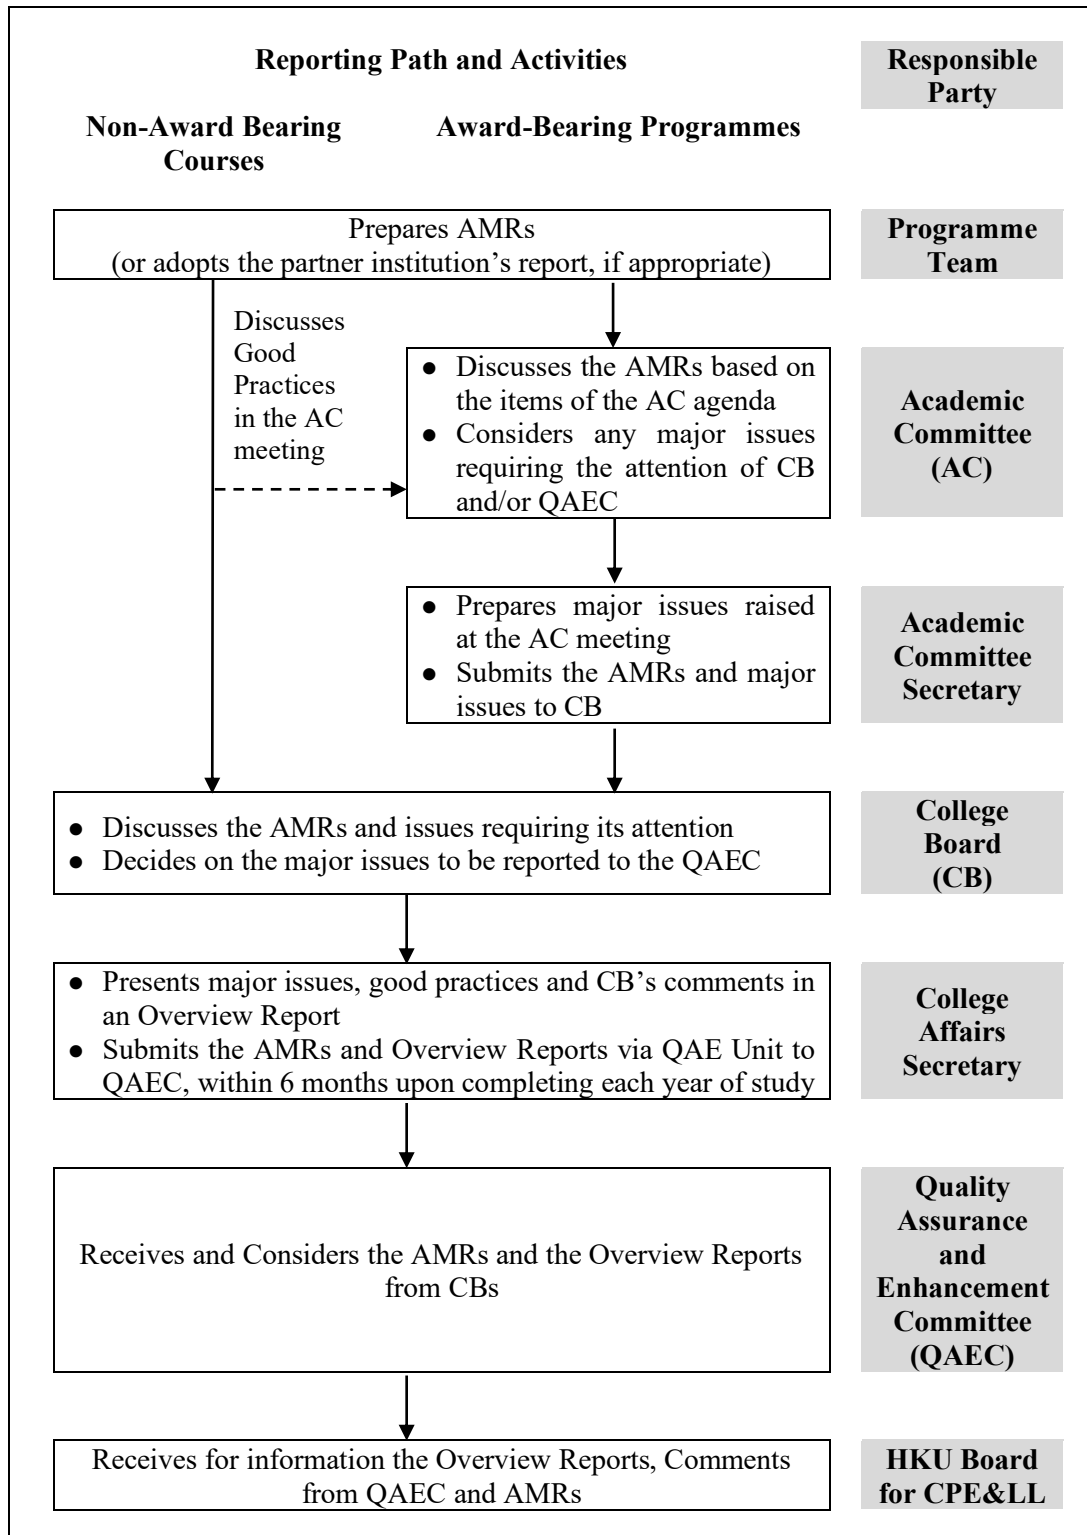 Reporting Path and Activities
Responsible
Party
Non-Award Bearing
Courses
Award-Bearing Programmes
Prepares AMRs
(or adopts the partner institution’s report, if appropriate)
Programme
Team
Discusses
Good
Practices
in the AC
meeting
● Discusses the AMRs based on
the items of the AC agenda
● Considers any major issues
requiring the attention of CB
and/or QAEC
Academic
Committee
(AC)
● Prepares major issues raised
at the AC meeting
● Submits the AMRs and major
issues to CB
Academic
Committee
Secretary
● Discusses the AMRs and issues requiring its attention
● Decides on the major issues to be reported to the QAEC
College
Board
(CB)
● Presents major issues, good practices and CB’s comments in
an Overview Report
● Submits the AMRs and Overview Reports via QAE Unit to
QAEC, within 6 months upon completing each year of study
College
Affairs
Secretary
Receives and Considers the AMRs and the Overview Reports
from CBs
Quality
Assurance
and
Enhancement
Committee
(QAEC)
Receives for information the Overview Reports, Comments
from QAEC and AMRs
HKU Board
for CPE&LL